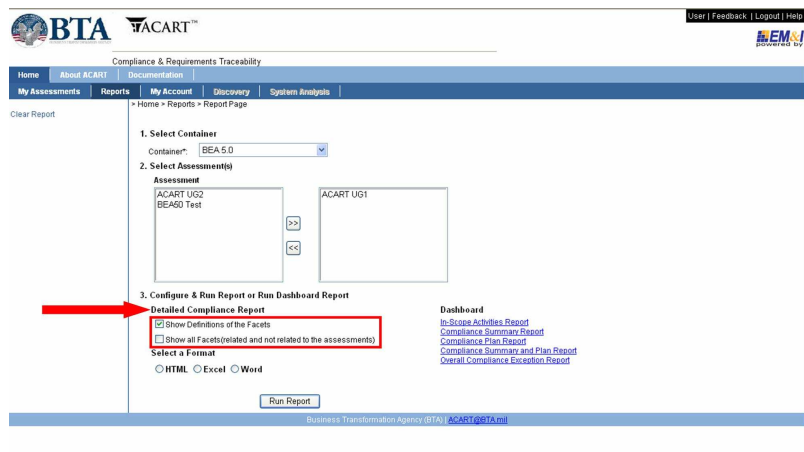 User | Feedback | Logout | Help
BTA
ACART™
EM&I
powered by
Compliance & Requirements Traceability
Home About ACART Documentation
My Assessments Reports My Account Discovery System Analysis
> Home > Reports > Report Page
Clear Report
1. Select Container
Container*: BEA 5.0
2. Select Assessment(s)
Assessment
ACART UG2
BEA50 Test
ACART UG1
>>
<<
3. Configure & Run Report or Run Dashboard Report
Detailed Compliance Report
Show Definitions of the Facets
Show all Facets(related and not related to the assessments)
Select a Format
HTML Excel Word
Dashboard
In-Scope Activities Report
Compliance Summary Report
Compliance Plan Report
Compliance Summary and Plan Report
Overall Compliance Exception Report
Run Report
Business Transformation Agency (BTA) | ACART@BTA.mil